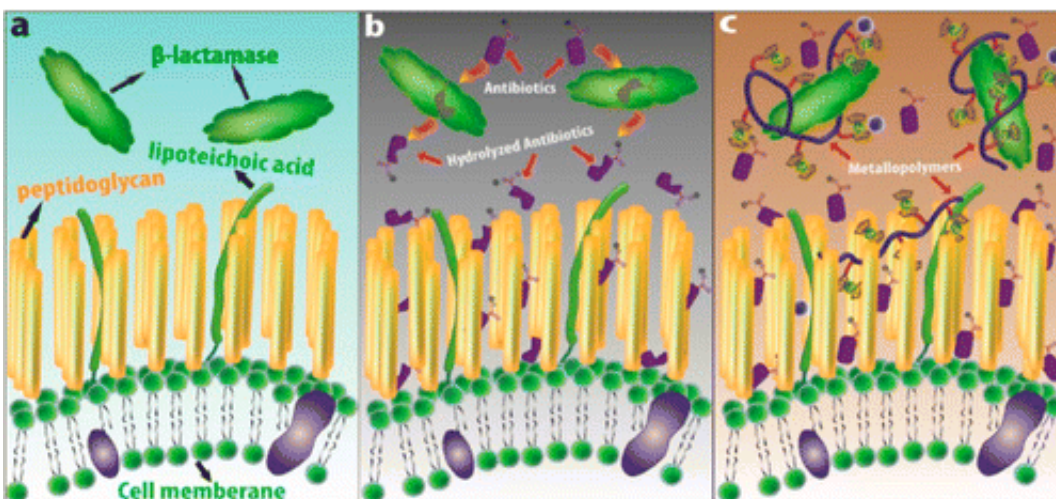 a
β-lactamase
lipoteichoic acid
peptidoglycan
Cell memberane
b
Antibiotics
Hydrolyzed Antibiotics
c
Metallopolymers